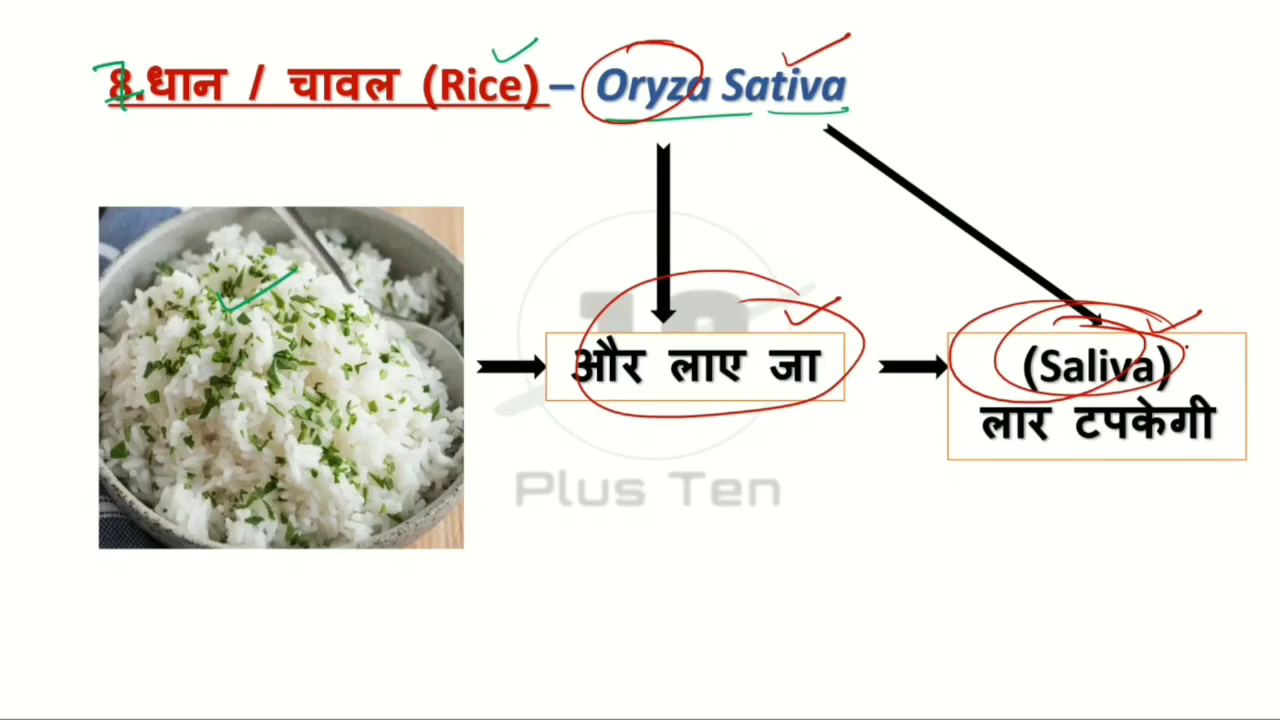 8.धान / चावल (Rice) – Oryza Sativa
और लाए जा
(Saliva)
लार टपकेगी
Plus Ten